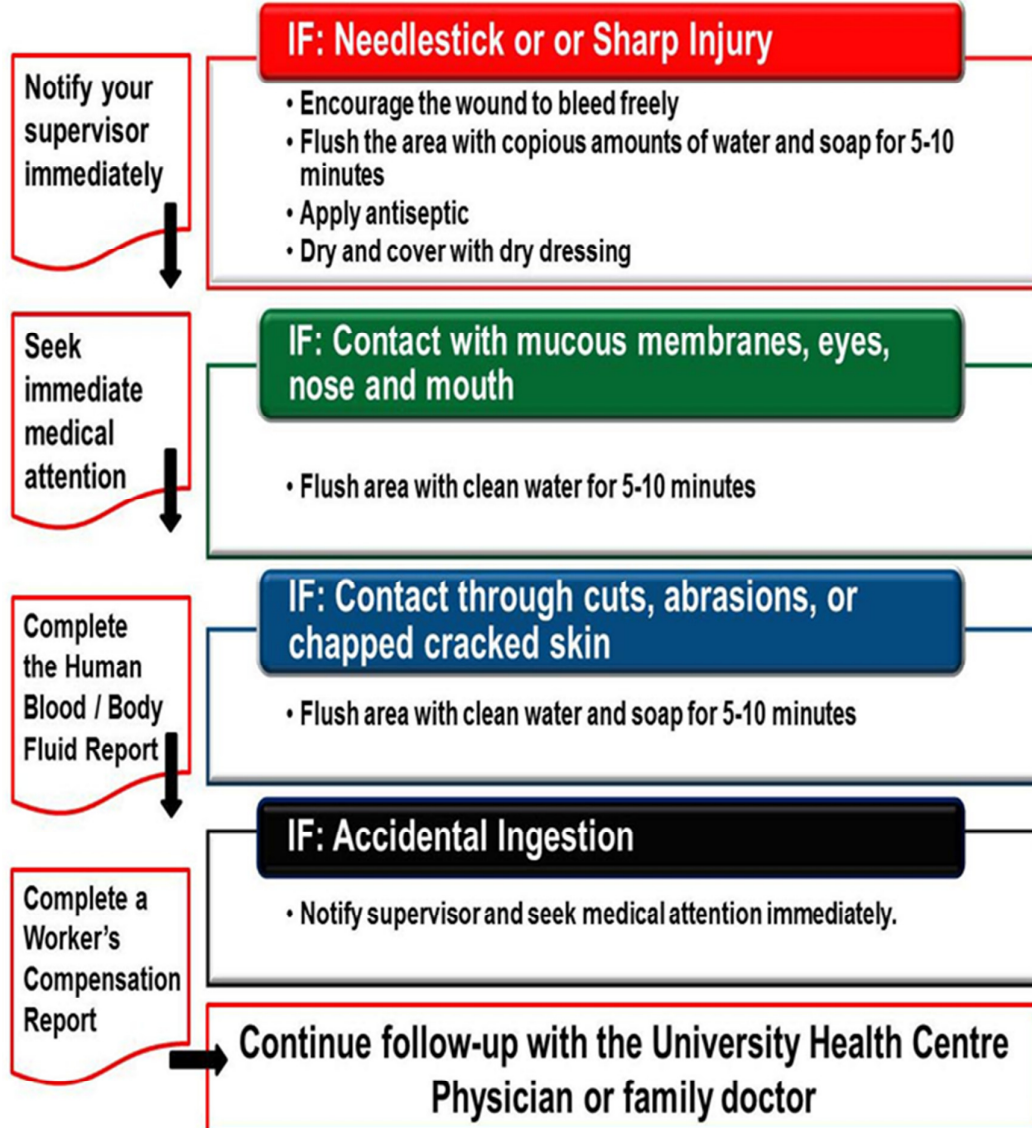 Notify your
supervisor
immediately
IF: Needlestick or or Sharp Injury
• Encourage the wound to bleed freely
• Flush the area with copious amounts of water and soap for 5-10
minutes
• Apply antiseptic
• Dry and cover with dry dressing
Seek
immediate
medical
attention
IF: Contact with mucous membranes, eyes,
nose and mouth
• Flush area with clean water for 5-10 minutes
Complete
the Human
Blood / Body
Fluid Report
IF: Contact through cuts, abrasions, or
chapped cracked skin
• Flush area with clean water and soap for 5-10 minutes
IF: Accidental Ingestion
• Notify supervisor and seek medical attention immediately.
Complete a
Worker's
Compensation
Report
Continue follow-up with the University Health Centre
Physician or family doctor